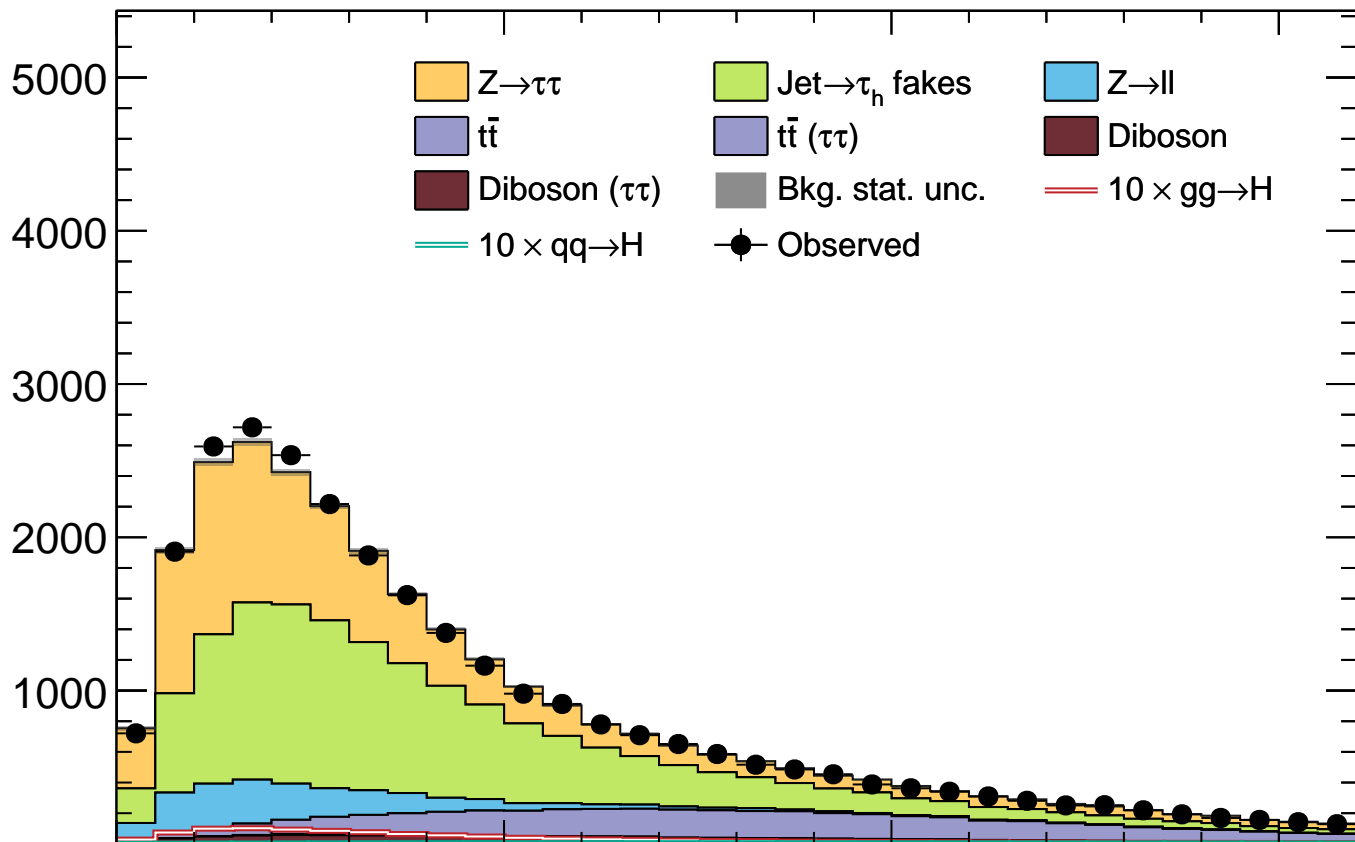 5000
4000
3000
2000
1000
Z→ττ Jet→τh fakes Z→ll
tt̄ tt̄ (ττ) Diboson
Diboson (ττ) Bkg. stat. unc. 10 × gg→H
10 × qq→H Observed